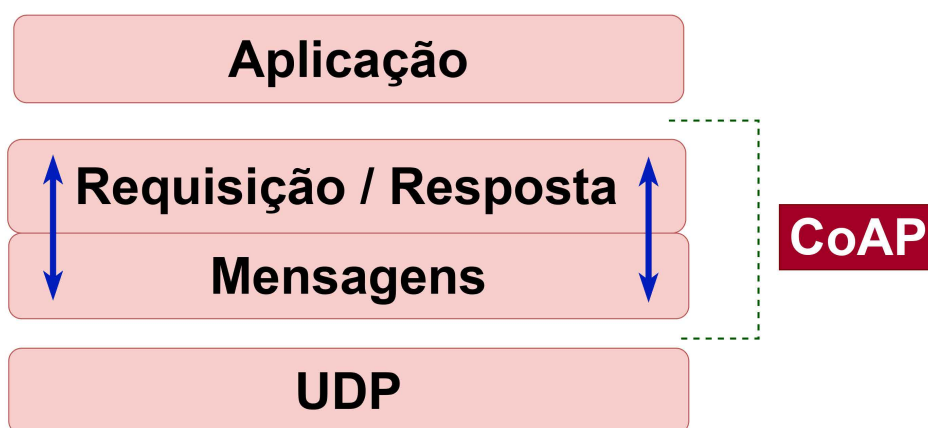 Aplicação
Requisição / Resposta
CoAP
Mensagens
UDP